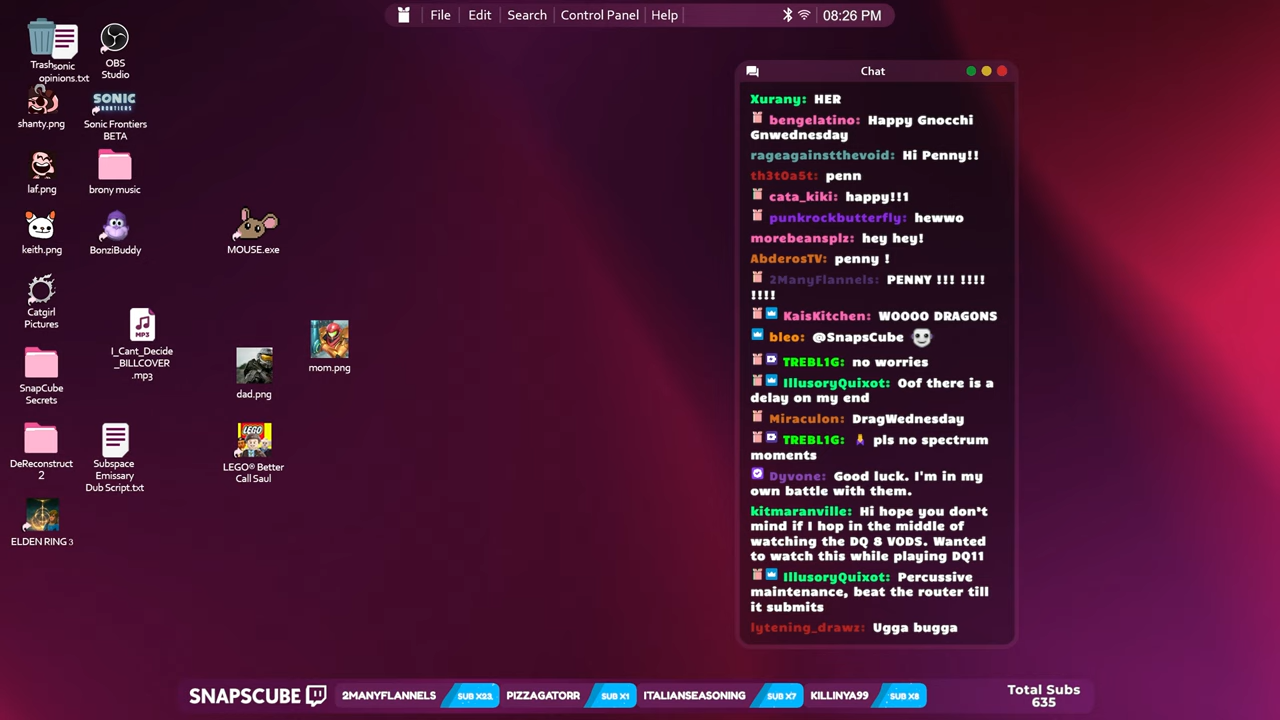 File Edit Search Control Panel Help 08:26 PM
Trash
sonic opinions.txt
OBS Studio
shanty.png
SONIC FRONTIERS
Sonic Frontiers BETA
laf.png
brony music
keith.png
BonziBuddy
MOUSE.exe
Catgirl Pictures
MP3
I_Cant_Decide
_BILLCOVER
.mp3
mom.png
dad.png
SnapCube Secrets
DeReconstruct 2
Subspace Emissary Dub Script.txt
LEGO
LEGO® Better Call Saul
ELDEN RING 3
Chat
Xurany: HER
bengelatino: Happy Gnocchi
Gnwednesday
rageagainstthevoid: Hi Penny!!
th3t0a5t: penn
cata_kiki: happy!!1
punkrockbutterfly: hewwo
morebeansplz: hey hey!
AbderosTV: penny !
2ManyFlannels: PENNY !!! !!!!
!!!!
KaisKitchen: WOOOO DRAGONS
bleo: @SnapsCube
TREBL1G: no worries
IllusoryQuixot: Oof there is a
delay on my end
Miraculon: DragWednesday
TREBL1G: pls no spectrum
moments
Dyvone: Good luck. I'm in my
own battle with them.
kitmaranville: Hi hope you don't
mind if I hop in the middle of
watching the DQ 8 VODS. Wanted
to watch this while playing DQ11
IllusoryQuixot: Percussive
maintenance, beat the router till
it submits
lytening_drawz: Ugga bugga
SNAPSCUBE 2MANYFLANNELS SUB X23 PIZZAGATORR SUB X1 ITALIANSEASONING SUB X7 KILLINYA99 SUB X8
Total Subs
635